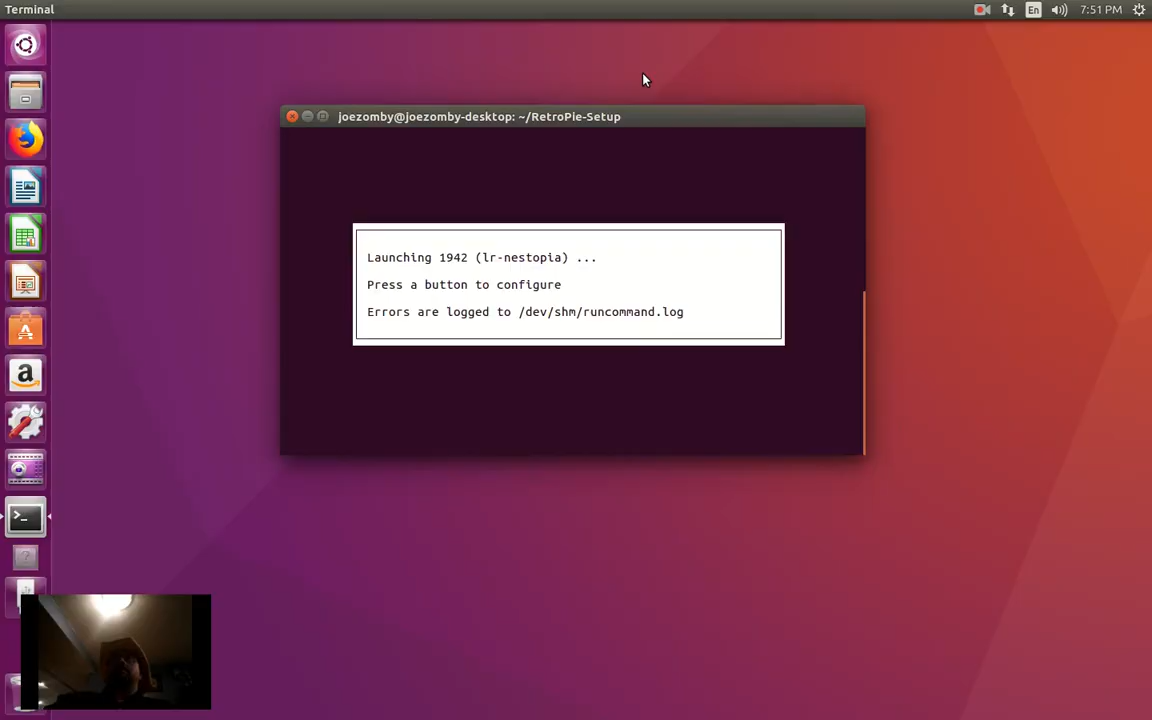 Terminal
En
7:51 PM
joezomby@joezomby-desktop: ~/RetroPie-Setup
Launching 1942 (lr-nestopia) ...
Press a button to configure
Errors are logged to /dev/shm/runcommand.log
a
>_
?